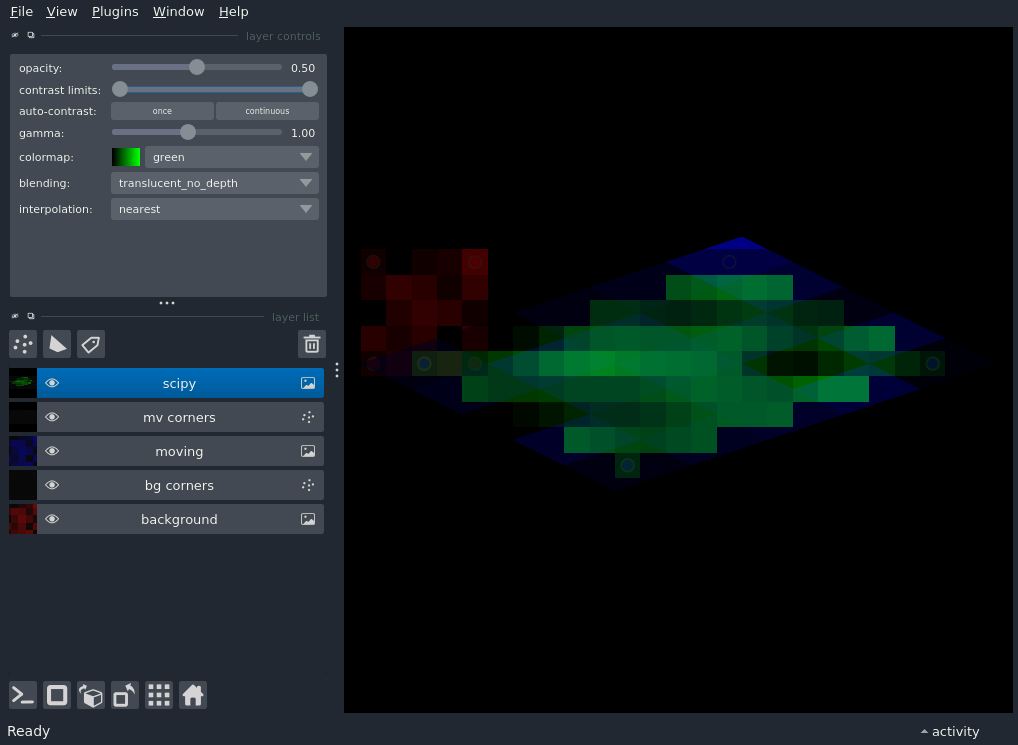 File View Plugins Window Help
layer controls
opacity: 0.50
contrast limits:
auto-contrast: once continuous
gamma: 1.00
colormap: green
blending: translucent_no_depth
interpolation: nearest
layer list
scipy
mv corners
moving
bg corners
background
Ready activity